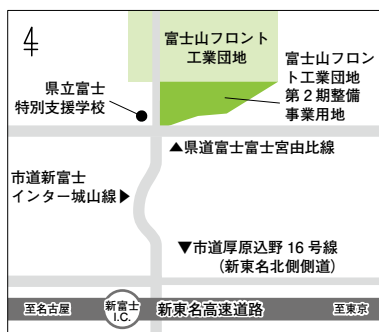 富士山フロント
工業団地
富士山フロン
ト工業団地
第2期整備
事業用地
県立富士
特別支援学校
▲県道富士富士宮由比線
市道新富士
インター城山線▶
▼市道厚原込野 16 号線
(新東名北側側道)
至名古屋
新富士
I.C.
新東名高速道路
至東京